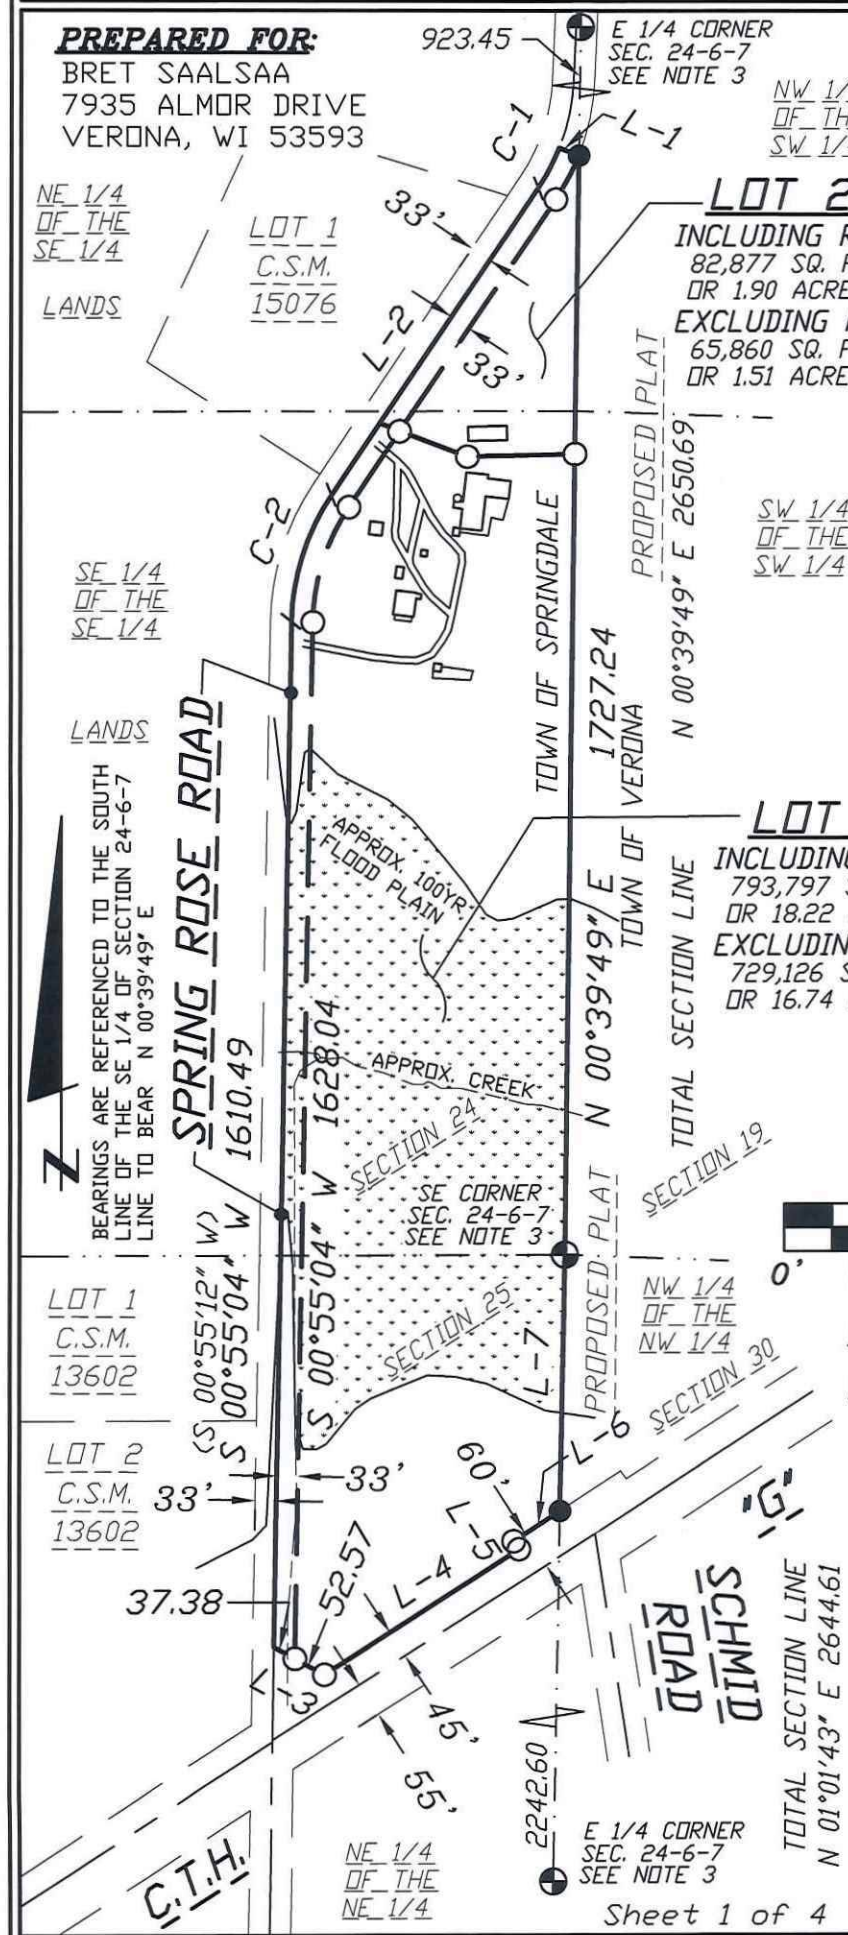 PREPARED FOR:
BRET SAALSAA
7935 ALMOR DRIVE
VERONA, WI 53593
923.45
E 1/4 CORNER
SEC. 24-6-7
SEE NOTE 3
NW 1/
OF TH
SW 1/
C-1
L-1
NE 1/4
OF THE
SE 1/4
LANDS
LOT 1
C.S.M.
15076
33'
LOT 2
INCLUDING R
82,877 SQ. F
OR 1.90 ACRE
EXCLUDING
65,860 SQ. F
OR 1.51 ACRE
L-2
33'
PROPOSED PLAT
N 00°39'49" E 2650.69
C-2
SE 1/4
OF THE
SE 1/4
SW 1/4
OF THE
SW 1/4
TOWN OF SPRINGDALE
1727.24
TOWN OF VERONA
LANDS
SPRING ROSE ROAD
BEARINGS ARE REFERENCED TO THE SOUTH
LINE OF THE SE 1/4 OF SECTION 24-6-7
LINE TO BEAR N 00°39'49" E
N
APPROX. 100YR.
FLOOD PLAIN
LOT
INCLUDING
793,797 S
OR 18.22
EXCLUDIN
729,126 S
OR 16.74
N 00°39'49" E
TOTAL SECTION LINE
1610.49
1628.04
APPROX. CREEK
SECTION 24
SECTION 19
SE CORNER
SEC. 24-6-7
SEE NOTE 3
(S 00°55'12" W)
S 00°55'04" W
S 00°55'04" W
0'
LOT 1
C.S.M.
13602
SECTION 25
L-7
PROPOSED PLAT
NW 1/4
OF THE
NW 1/4
SECTION 30
LOT 2
C.S.M.
13602
33'
33'
60'
L-6
L-5
L-4
52.57
37.38
L-3
"G"
SCHMID
ROAD
45'
55'
2242.60
TOTAL SECTION LINE
N 01°01'43" E 2644.61
C.T.H.
NE 1/4
OF THE
NE 1/4
E 1/4 CORNER
SEC. 24-6-7
SEE NOTE 3
Sheet 1 of 4